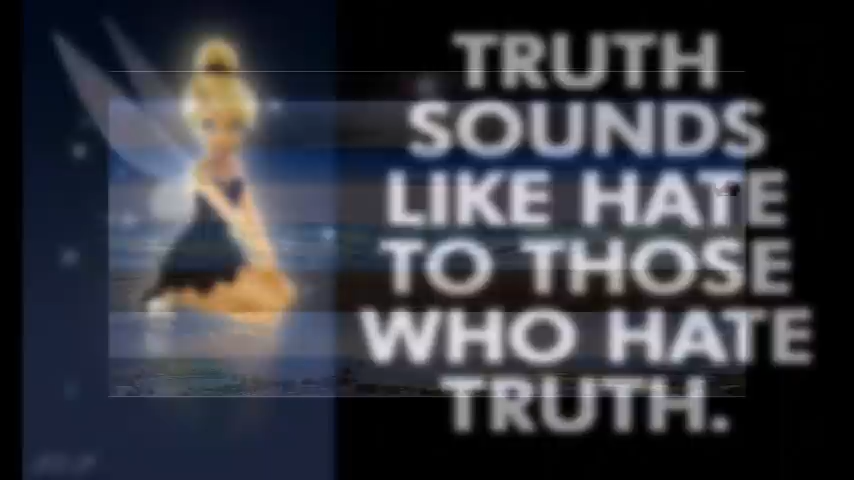 TRUTH
SOUNDS
LIKE HATE
TO THOSE
WHO HATE
TRUTH.